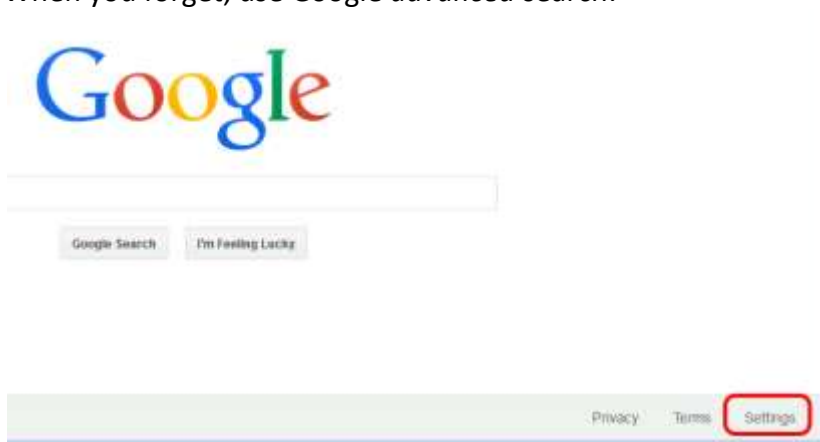 When you forget, use Google advanced search.
Google
Google Search I'm Feeling Lucky
Privacy Terms Settings